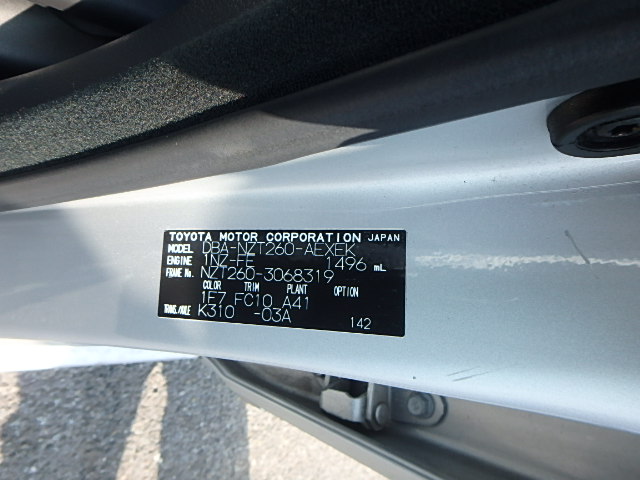 TOYOTA MOTOR CORPORATION JAPAN
MODEL DBA-NZT260-AEXEK
ENGINE 1NZ-FE 1496 mL
FRAME No. NZT260-3068319
COLOR TRIM PLANT OPTION
1E7 FC10 A41
TRANS./AXLE K310 -03A
142